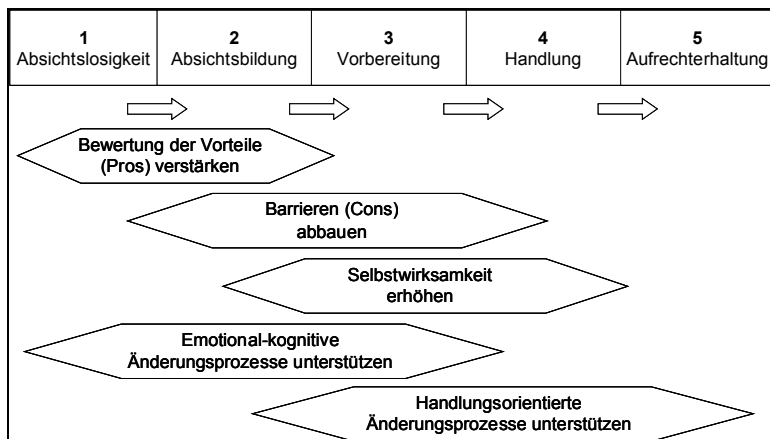 1
Absichtslosigkeit
2
Absichtsbildung
3
Vorbereitung
4
Handlung
5
Aufrechterhaltung
Bewertung der Vorteile
(Pros) verstärken
Barrieren (Cons)
abbauen
Selbstwirksamkeit
erhöhen
Emotional-kognitive
Änderungsprozesse unterstützen
Handlungsorientierte
Änderungsprozesse unterstützen